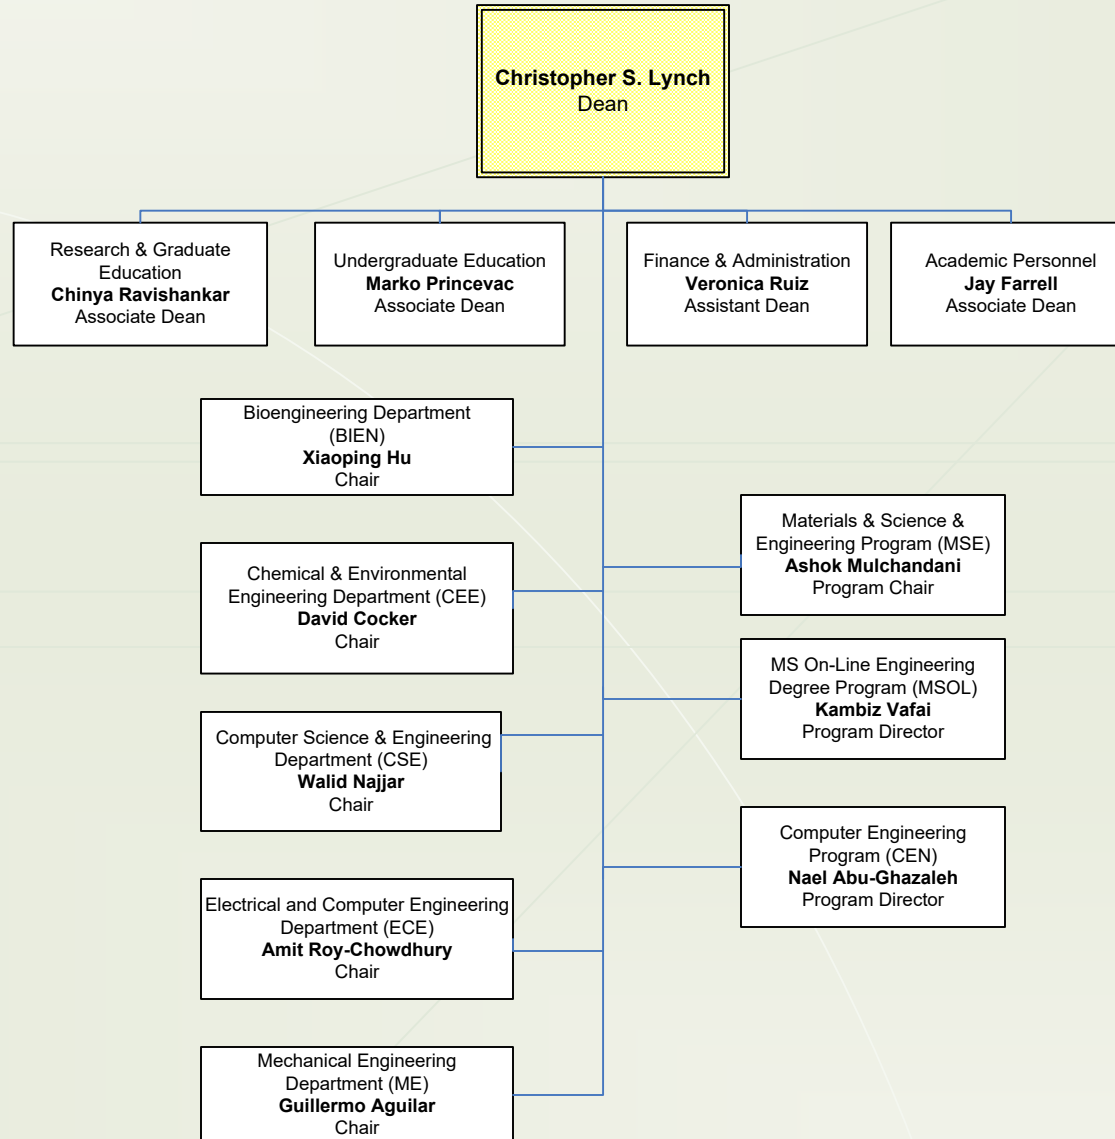 Christopher S. Lynch
Dean
Research & Graduate
Education
Chinya Ravishankar
Associate Dean
Undergraduate Education
Marko Princevac
Associate Dean
Finance & Administration
Veronica Ruiz
Assistant Dean
Academic Personnel
Jay Farrell
Associate Dean
Bioengineering Department
(BIEN)
Xiaoping Hu
Chair
Materials & Science &
Engineering Program (MSE)
Ashok Mulchandani
Program Chair
Chemical & Environmental
Engineering Department (CEE)
David Cocker
Chair
MS On-Line Engineering
Degree Program (MSOL)
Kambiz Vafai
Program Director
Computer Science & Engineering
Department (CSE)
Walid Najjar
Chair
Computer Engineering
Program (CEN)
Nael Abu-Ghazaleh
Program Director
Electrical and Computer Engineering
Department (ECE)
Amit Roy-Chowdhury
Chair
Mechanical Engineering
Department (ME)
Guillermo Aguilar
Chair